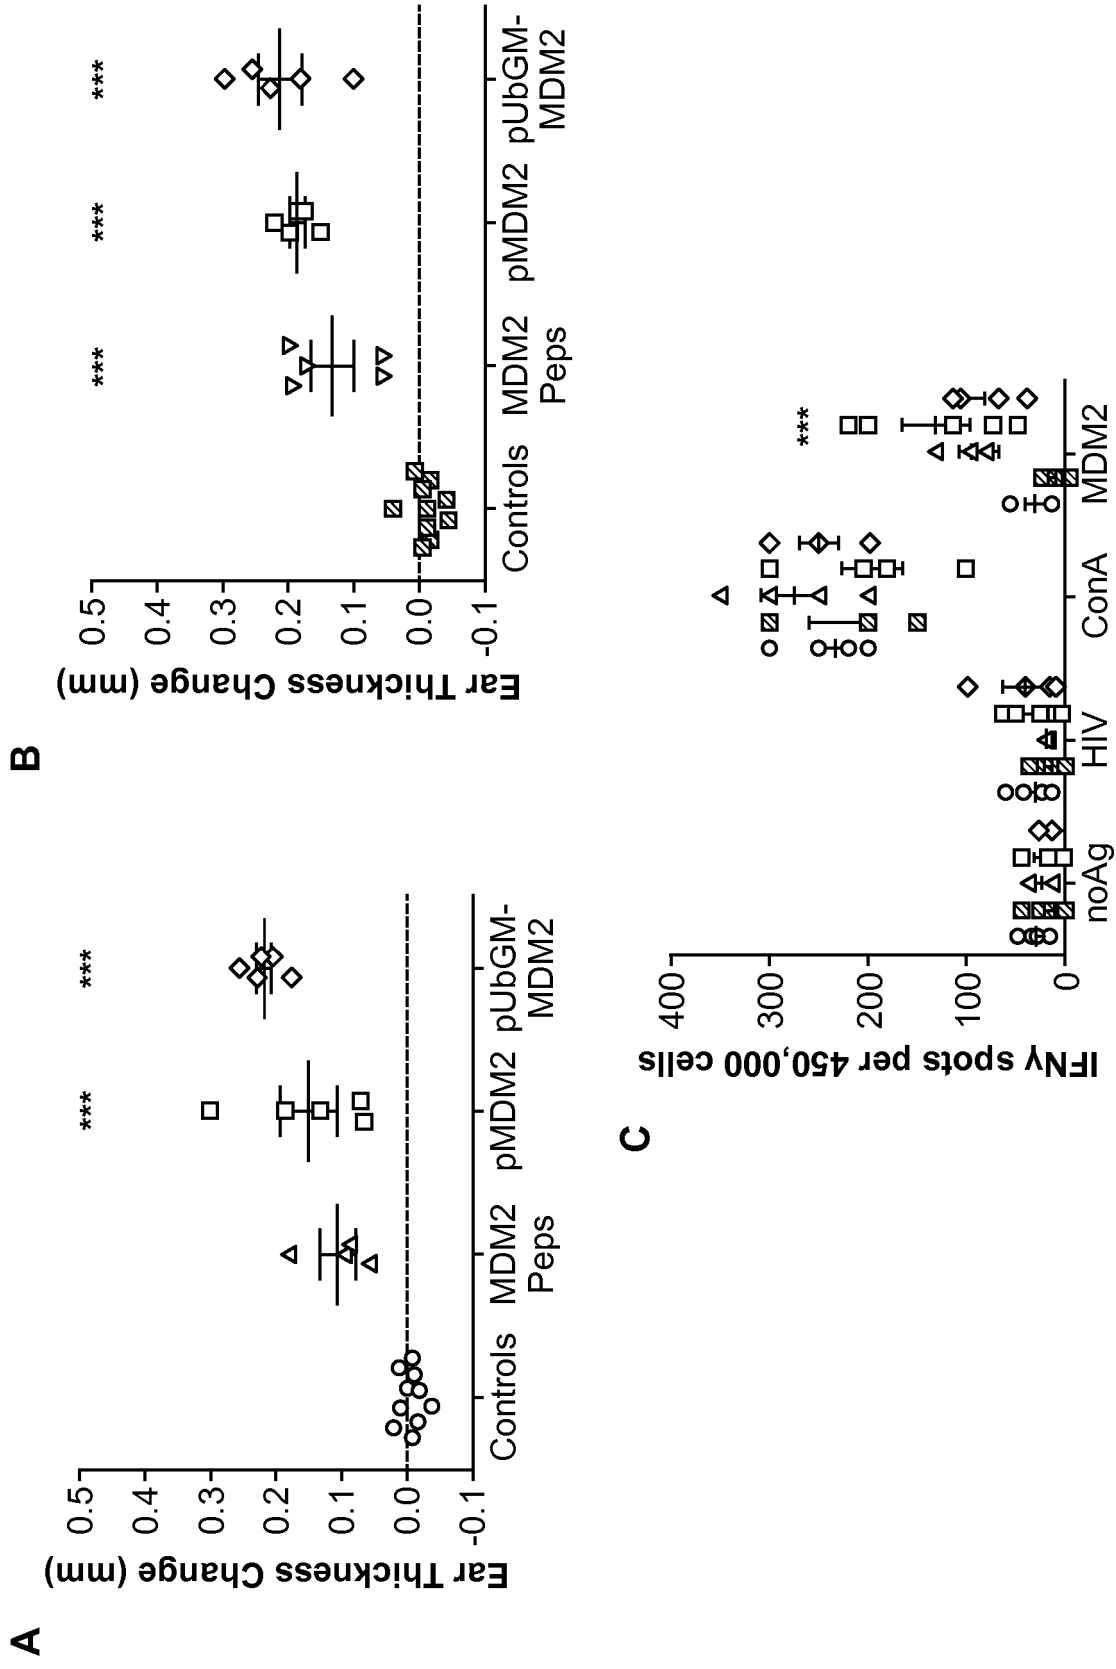 A
Ear Thickness Change (mm)
0.5
0.4
0.3
0.2
0.1
0.0
-0.1
***
***
Controls
MDM2
Peps
pMDM2
pUbGM-
MDM2
B
Ear Thickness Change (mm)
0.5
0.4
0.3
0.2
0.1
0.0
-0.1
***
***
***
Controls
MDM2
Peps
pMDM2
pUbGM-
MDM2
C
IFNγ spots per 450,000 cells
400
300
200
100
0
***
noAg
HIV
ConA
MDM2